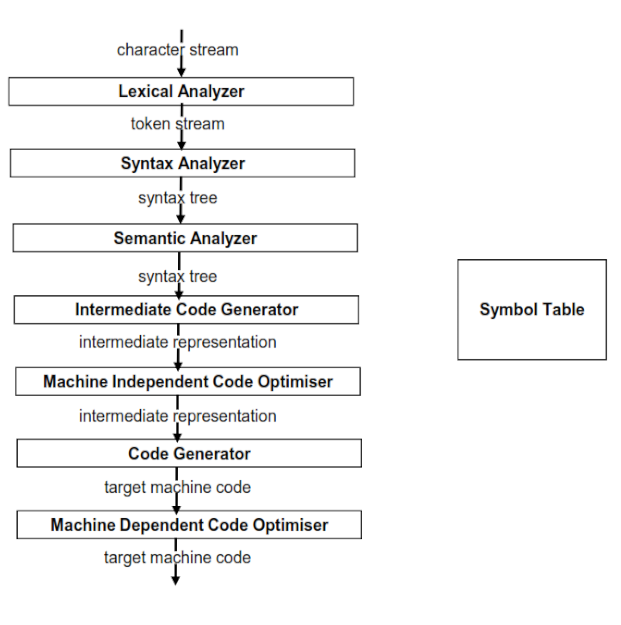 character stream
Lexical Analyzer
token stream
Syntax Analyzer
syntax tree
Semantic Analyzer
syntax tree
Intermediate Code Generator
intermediate representation
Machine Independent Code Optimiser
intermediate representation
Code Generator
target machine code
Machine Dependent Code Optimiser
target machine code
Symbol Table